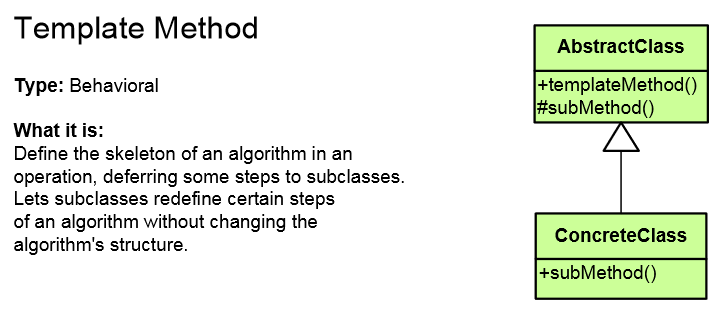 Template Method
Type: Behavioral
What it is:
Define the skeleton of an algorithm in an
operation, deferring some steps to subclasses.
Lets subclasses redefine certain steps
of an algorithm without changing the
algorithm's structure.
AbstractClass
+templateMethod()
#subMethod()
ConcreteClass
+subMethod()